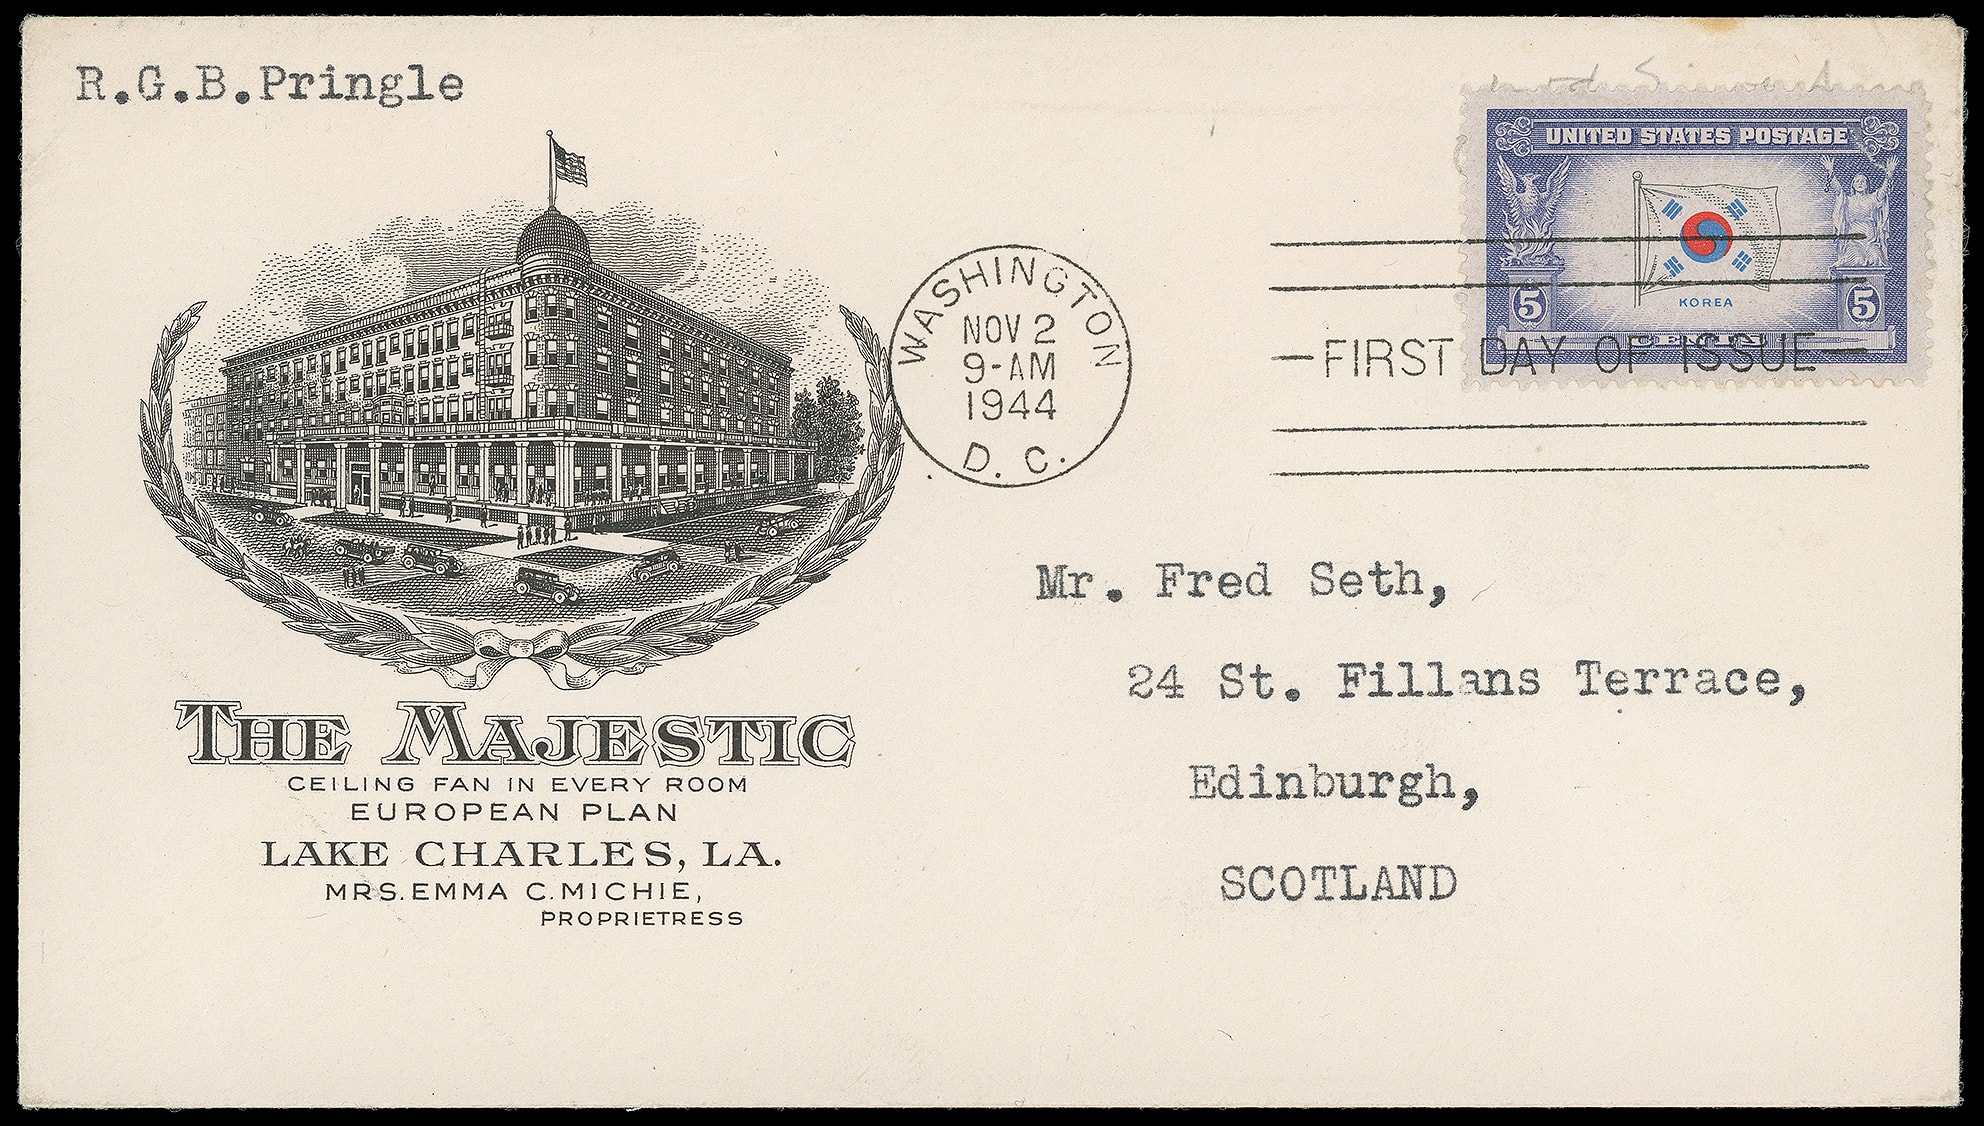 R.G.B.Pringle
UNITED STATES POSTAGE
KOREA
5 5
CENTS
WASHINGTON
NOV 2
9-AM
1944
D. C.
—FIRST DAY OF ISSUE—
Mr. Fred Seth,
24 St. Fillans Terrace,
Edinburgh,
SCOTLAND
THE MAJESTIC
CEILING FAN IN EVERY ROOM
EUROPEAN PLAN
LAKE CHARLES, LA.
MRS. EMMA C. MICHIE,
PROPRIETRESS